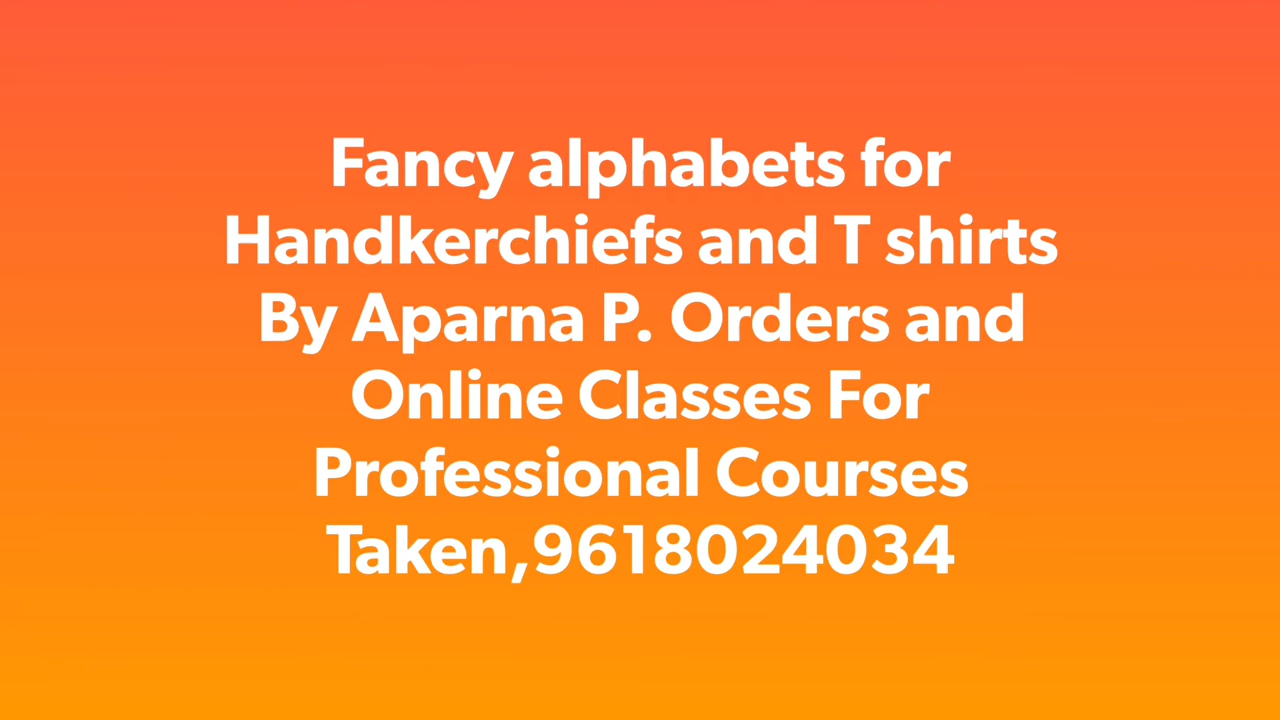 Fancy alphabets for
Handkerchiefs and T shirts
By Aparna P. Orders and
Online Classes For
Professional Courses
Taken,9618024034